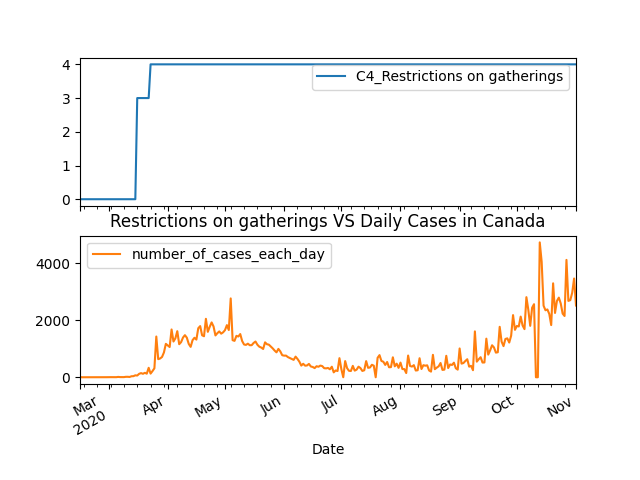 4
3
2
1
0
C4_Restrictions on gatherings
Restrictions on gatherings VS Daily Cases in Canada
4000
2000
0
number_of_cases_each_day
Mar Apr May Jun Jul Aug Sep Oct Nov
2020
Date